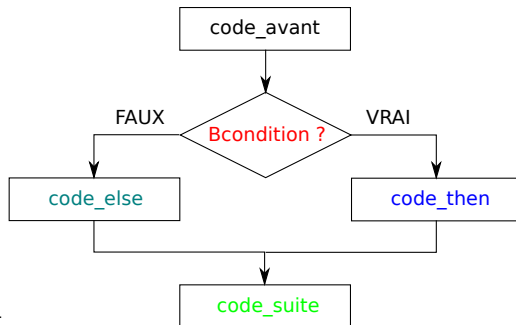 code_avant
FAUX
VRAI
Bcondition ?
code_else
code_then
code_suite